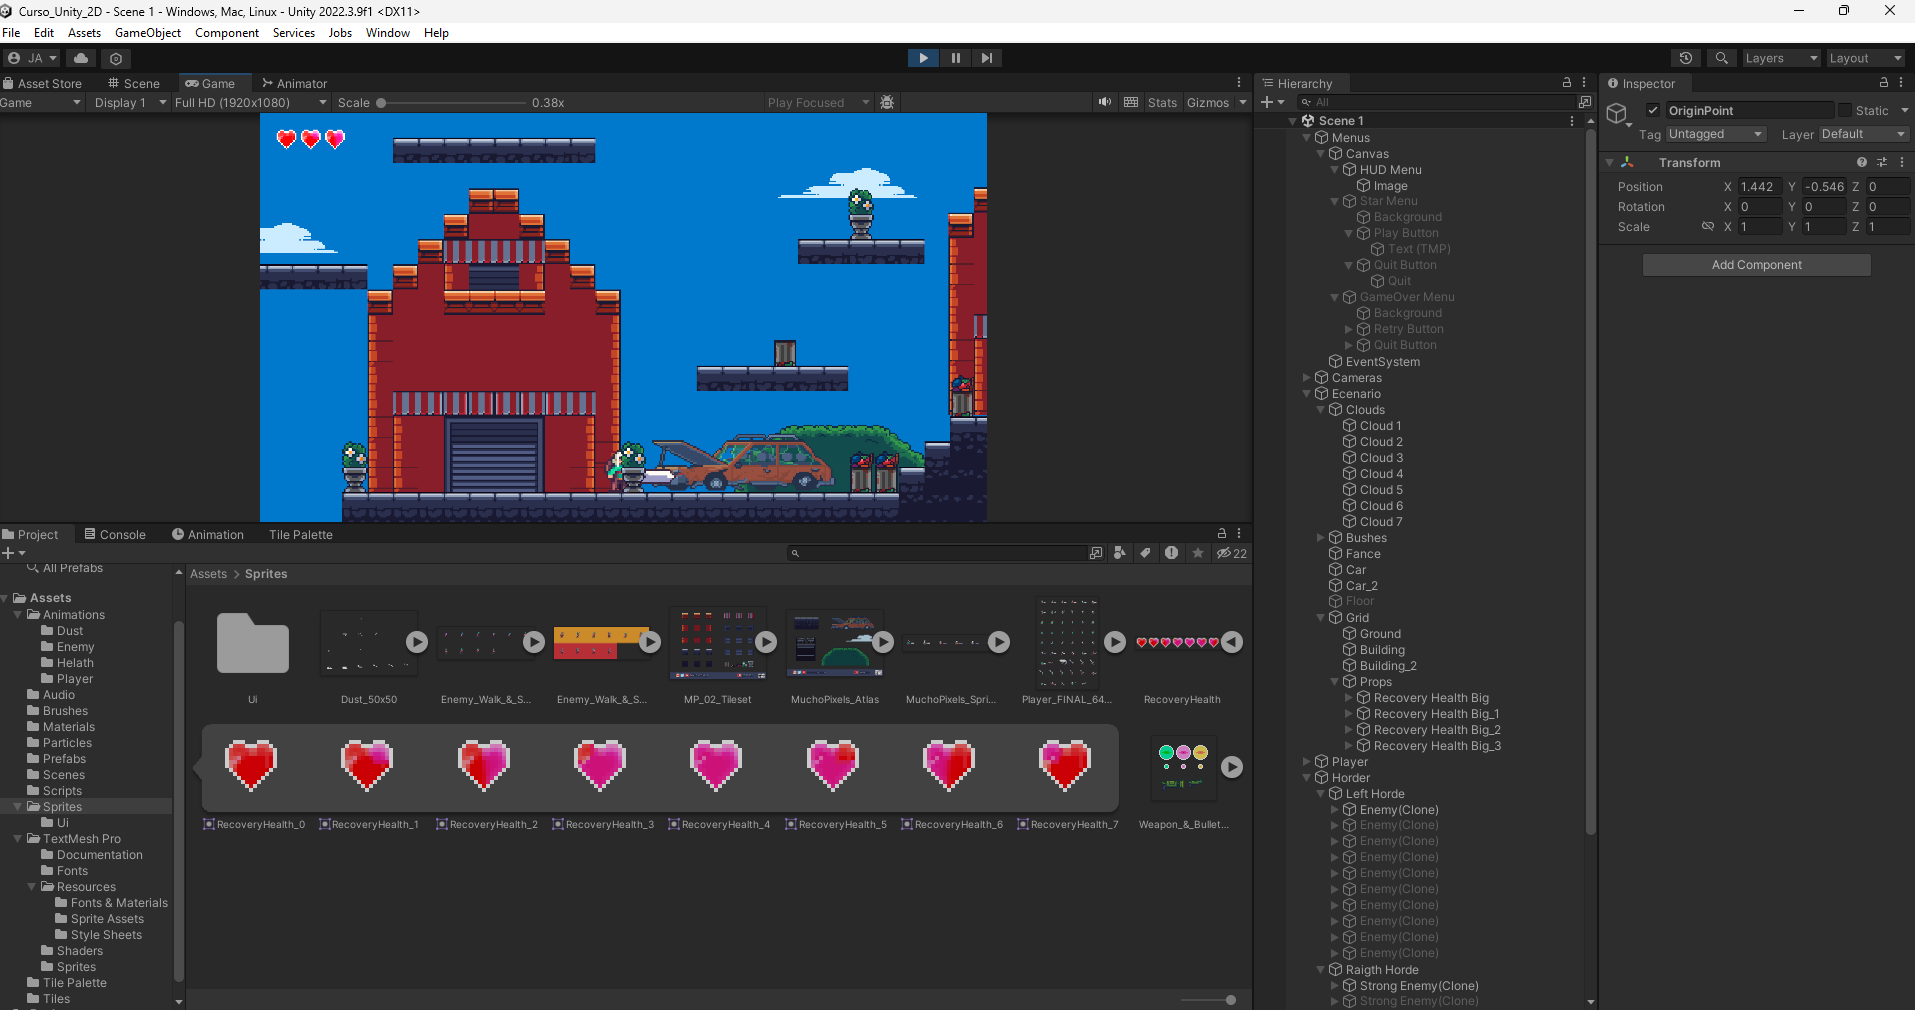 Curso_Unity_2D - Scene 1 - Windows, Mac, Linux - Unity 2022.3.9f1 <DX11>
File Edit Assets GameObject Component Services Jobs Window Help
JA Layers Layout
Asset Store Scene Game Animator
Game Display 1 Full HD (1920x1080) Scale 0.38x Play Focused Stats Gizmos
Project Console Animation Tile Palette
22
All Prefabs
Assets
Animations
Dust
Enemy
Helath
Player
Audio
Brushes
Materials
Particles
Prefabs
Scenes
Scripts
Sprites
Ui
TextMesh Pro
Documentation
Fonts
Resources
Fonts & Materials
Sprite Assets
Style Sheets
Shaders
Sprites
Tile Palette
Tiles
Assets > Sprites
Ui Dust_50x50 Enemy_Walk_&_S... Enemy_Walk_&_S... MP_02_Tileset MuchoPixels_Atlas MuchoPixels_Spri... Player_FINAL_64... RecoveryHealth
RecoveryHealth_0 RecoveryHealth_1 RecoveryHealth_2 RecoveryHealth_3 RecoveryHealth_4 RecoveryHealth_5 RecoveryHealth_6 RecoveryHealth_7 Weapon_&_Bullet...
Hierarchy
All
Scene 1
Menus
Canvas
HUD Menu
Image
Star Menu
Background
Play Button
Text (TMP)
Quit Button
Quit
GameOver Menu
Background
Retry Button
Quit Button
EventSystem
Cameras
Ecenario
Clouds
Cloud 1
Cloud 2
Cloud 3
Cloud 4
Cloud 5
Cloud 6
Cloud 7
Bushes
Fance
Car
Car_2
Floor
Grid
Ground
Building
Building_2
Props
Recovery Health Big
Recovery Health Big_1
Recovery Health Big_2
Recovery Health Big_3
Player
Horder
Left Horde
Enemy(Clone)
Enemy(Clone)
Enemy(Clone)
Enemy(Clone)
Enemy(Clone)
Enemy(Clone)
Enemy(Clone)
Enemy(Clone)
Enemy(Clone)
Enemy(Clone)
Raigth Horde
Strong Enemy(Clone)
Strong Enemy(Clone)
Inspector
OriginPoint Static
Tag Untagged Layer Default
Transform
Position X 1.442 Y -0.546 Z 0
Rotation X 0 Y 0 Z 0
Scale X 1 Y 1 Z 1
Add Component